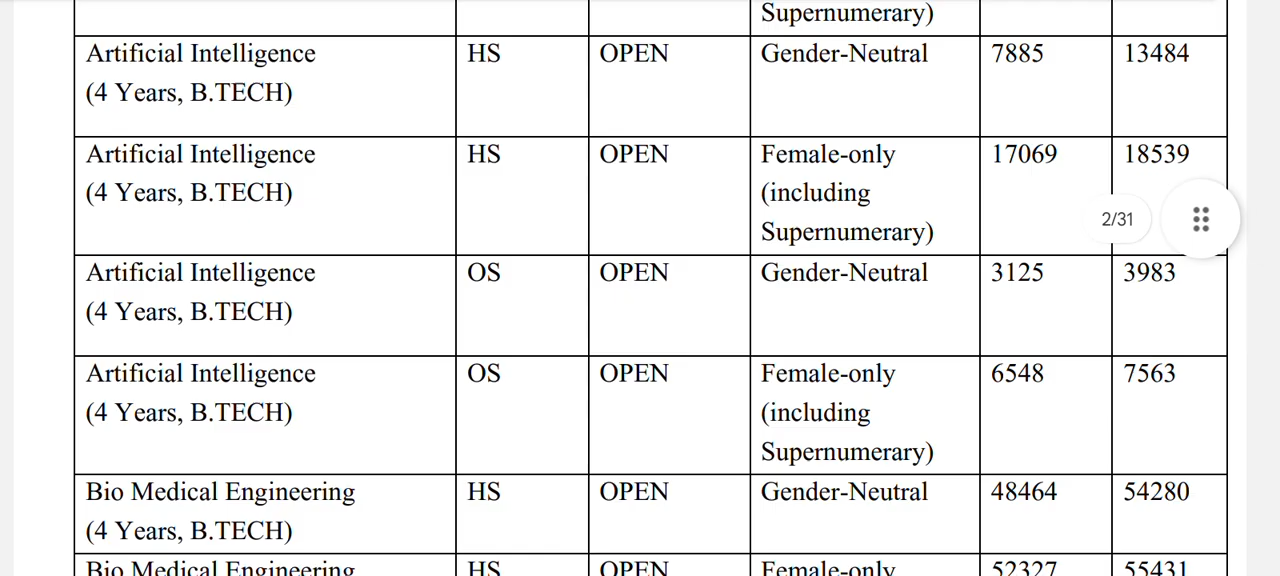 Supernumerary)
Artificial Intelligence HS OPEN Gender-Neutral 7885 13484
(4 Years, B.TECH)
Artificial Intelligence HS OPEN Female-only 17069 18539
(4 Years, B.TECH) (including
Supernumerary)
2/31
Artificial Intelligence OS OPEN Gender-Neutral 3125 3983
(4 Years, B.TECH)
Artificial Intelligence OS OPEN Female-only 6548 7563
(4 Years, B.TECH) (including
Supernumerary)
Bio Medical Engineering HS OPEN Gender-Neutral 48464 54280
(4 Years, B.TECH)
Bio Medical Engineering HS OPEN Female-only 52327 55431